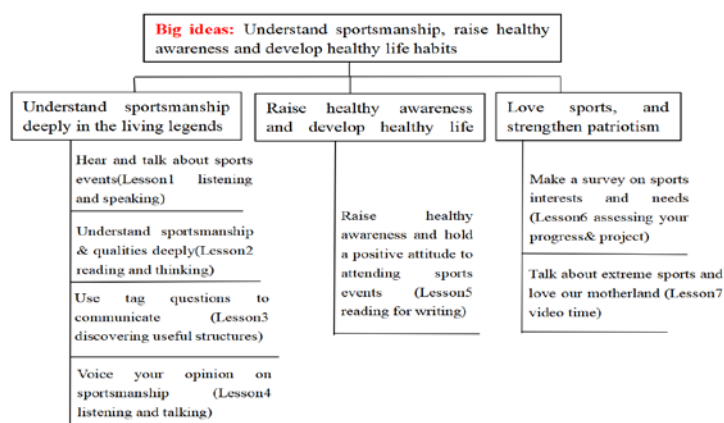 Big ideas: Understand sportsmanship, raise healthy
awareness and develop healthy life habits
Understand sportsmanship
deeply in the living legends
Hear and talk about sports
events(Lesson1 listening
and speaking)
Understand sportsmanship
& qualities deeply(Lesson2
reading and thinking)
Use tag questions to
communicate (Lesson3
discovering useful structures)
Voice your opinion on
sportsmanship (Lesson4
listening and talking)
Raise healthy awareness
and develop healthy life
Raise healthy
awareness and hold
a positive attitude to
attending sports
events (Lesson5
reading for writing)
Love sports, and
strengthen patriotism
Make a survey on sports
interests and needs
(Lesson6 assessing your
progress& project)
Talk about extreme sports and
love our motherland (Lesson7
video time)